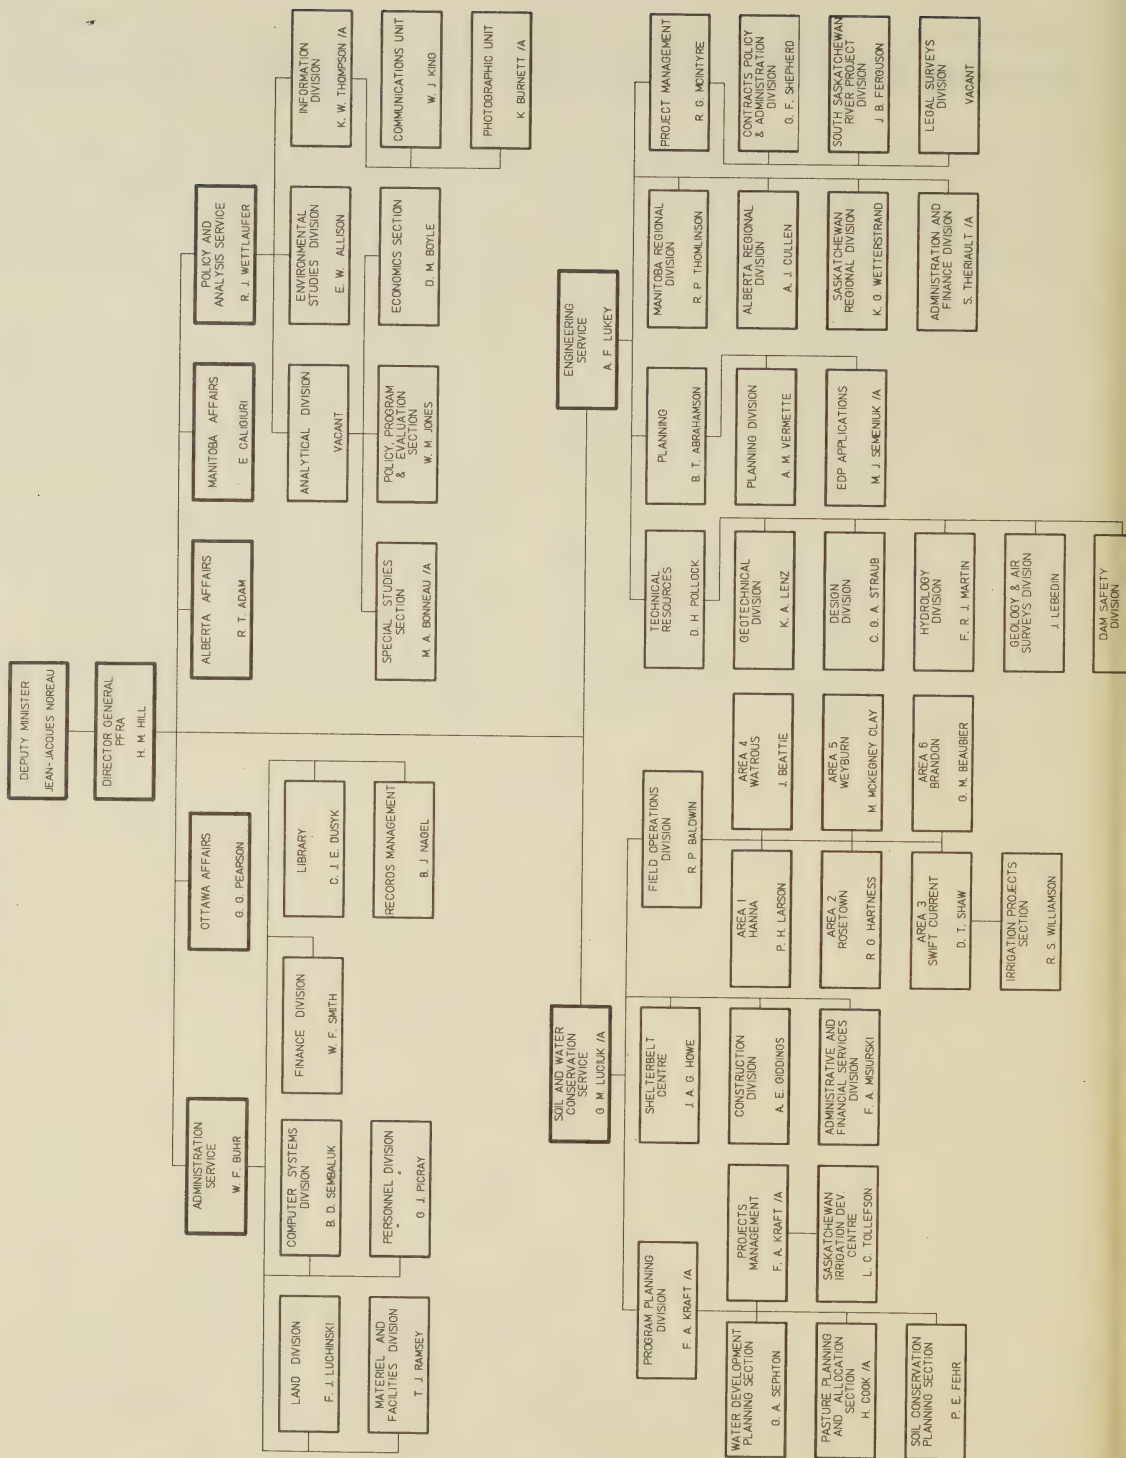 DEPUTY MINISTER
JEAN-JACQUES NOREAU
DIRECTOR GENERAL
PFRA
H. M. HILL
ADMINISTRATION
SERVICE
W. F. BUHR
OTTAWA AFFAIRS
G. G. PEARSON
ALBERTA AFFAIRS
R. T. ADAM
MANITOBA AFFAIRS
E CALIGIURI
POLICY AND
ANALYSIS SERVICE
R. J. WETTLAUFER
LAND DIVISION
F. J. LUCHINSKI
COMPUTER SYSTEMS
DIVISION
B. D. SEMBALUK
FINANCE DIVISION
W. F. SMITH
LIBRARY
C. J. E. DUSYK
MATERIEL AND
FACILITIES DIVISION
T. J. RAMSEY
PERSONNEL DIVISION
G. J. PICRAY
RECORDS MANAGEMENT
B. J. NAGEL
ANALYTICAL DIVISION
VACANT
ENVIRONMENTAL
STUDIES DIVISION
E. W. ALLISON
INFORMATION
DIVISION
K. W. THOMPSON /A
SPECIAL STUDIES
SECTION
M. A. BONNEAU /A
POLICY, PROGRAM
& EVALUATION
SECTION
W. M. JONES
ECONOMICS SECTION
D. M. BOYLE
COMMUNICATIONS UNIT
W. J KING
PHOTOGRAPHIC UNIT
K BURNETT /A
SOIL AND WATER
CONSERVATION
SERVICE
G M. LUCIUK /A
ENGINEERING
SERVICE
A. F LUKEY
PROGRAM PLANNING
DIVISION
F. A. KRAFT /A
SHELTERBELT
CENTRE
J. A. G. HOWE
FIELD OPERATIONS
DIVISION
R. P BALDWIN
WATER DEVELOPMENT
PLANNING SECTION
G. A. SEPHTON
PROJECTS
MANAGEMENT
F. A. KRAFT /A
CONSTRUCTION
DIVISION
A. E. GIDDINGS
AREA 1
HANNA
P. H. LARSON
AREA 4
WATROUS
J. BEATTIE
PASTURE PLANNING
AND ALLOCATION
SECTION
H. COOK /A
SASKATCHEWAN
IRRIGATION DEV.
CENTRE
L. C. TOLLEFSON
ADMINISTRATIVE AND
FINANCIAL SERVICES
DIVISION
F. A. MISIURSKI
AREA 2
ROSETOWN
R G HARTNESS
AREA 5
WEYBURN
M. MCKEGNEY CLAY
SOIL CONSERVATION
PLANNING SECTION
P. E. FEHR
AREA 3
SWIFT CURRENT
D. T. SHAW
AREA 6
BRANDON
G. M. BEAUBIER
IRRIGATION PROJECTS
SECTION
R. S. WILLIAMSON
TECHNICAL
RESOURCES
D. H POLLOCK
PLANNING
B. T. ABRAHAMSON
MANITOBA REGIONAL
DIVISION
R. P THOMLINSON
PROJECT MANAGEMENT
R. G. MCINTYRE
GEOTECHNICAL
DIVISION
K. A. LENZ
PLANNING DIVISION
A. M. VERMETTE
ALBERTA REGIONAL
DIVISION
A. J. CULLEN
CONTRACTS POLICY
& ADMINISTRATION
DIVISION
G. F. SHEPHERD
DESIGN
DIVISION
C. G. A STRAUB
EDP APPLICATIONS
M. J. SEMENIUK /A
SASKATCHEWAN
REGIONAL DIVISION
K. G. WETTERSTRAND
SOUTH SASKATCHEWAN
RIVER PROJECT
DIVISION
J. B. FERGUSON
HYDROLOGY
DIVISION
F. R. J. MARTIN
ADMINISTRATION AND
FINANCE DIVISION
S. THERIAULT /A
LEGAL SURVEYS
DIVISION
VACANT
GEOLOGY & AIR
SURVEYS DIVISION
J. LEBEDIN
DAM SAFETY
DIVISION